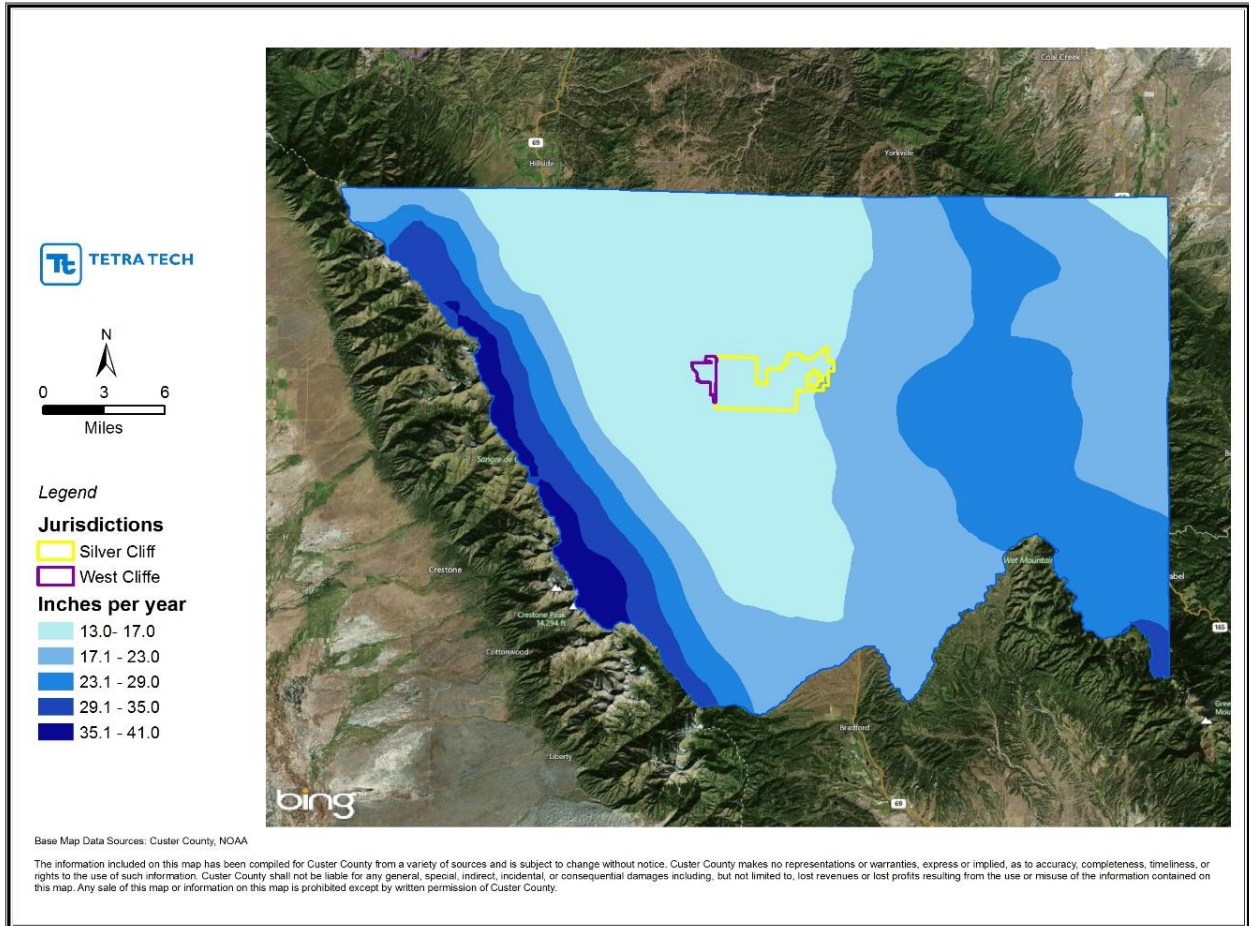 Coal Creek
69
Hillside
Yorkville
Tt TETRA TECH
N
0 3 6
Miles
Sangre de C
Legend
Jurisdictions
Silver Cliff
West Cliffe
Inches per year
13.0- 17.0
17.1 - 23.0
23.1 - 29.0
29.1 - 35.0
35.1 - 41.0
Crestone
Wet Mountain
abel
Crestone Peak
14,294 ft
165
Cottonwood
Gree
Mou
Bradford
Liberty
69
bing
Base Map Data Sources: Custer County, NOAA
The information included on this map has been compiled for Custer County from a variety of sources and is subject to change without notice. Custer County makes no representations or warranties, express or implied, as to accuracy, completeness, timeliness, or
rights to the use of such information. Custer County shall not be liable for any general, special, indirect, incidental, or consequential damages including, but not limited to, lost revenues or lost profits resulting from the use or misuse of the information contained on
this map. Any sale of this map or information on this map is prohibited except by written permission of Custer County.